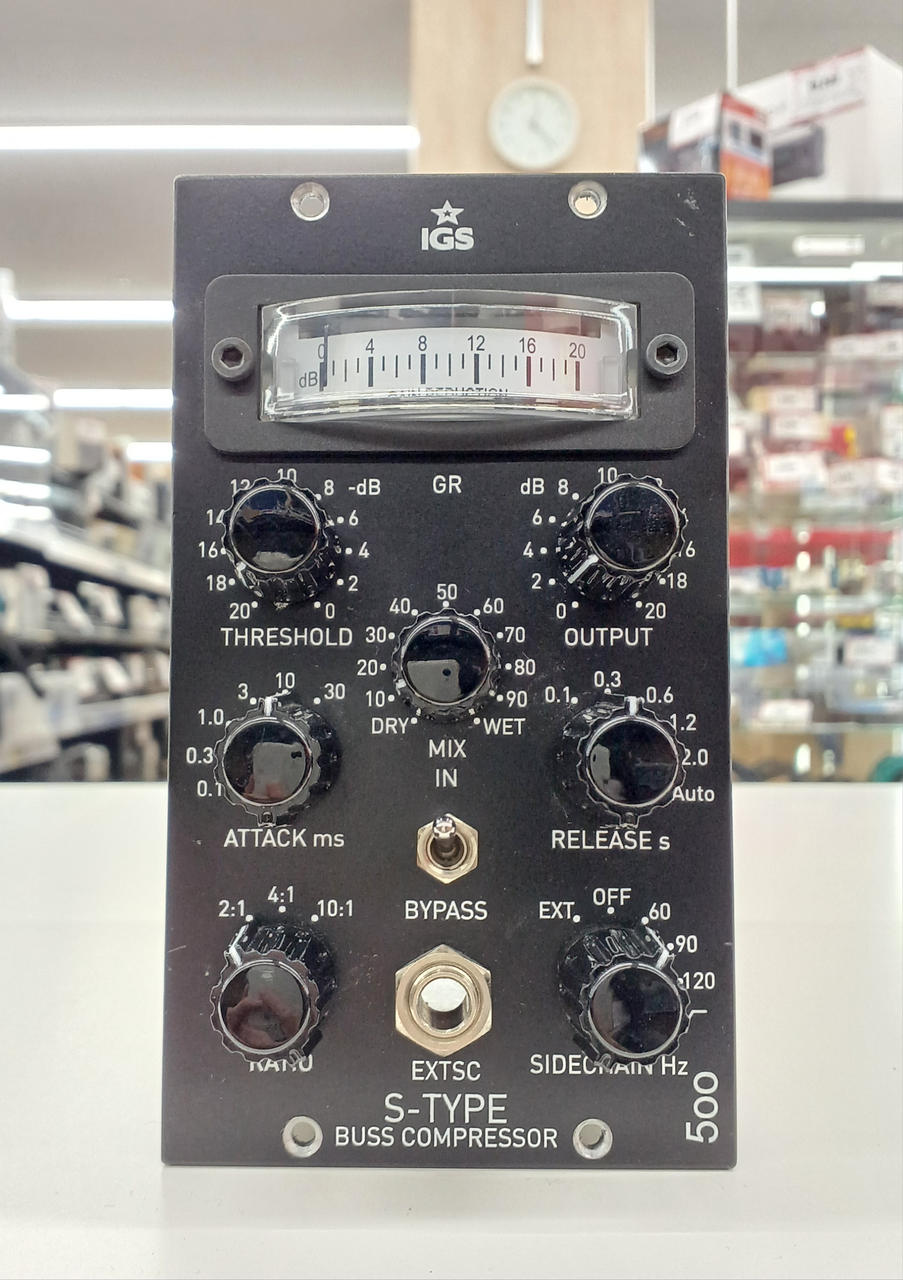 IGS
0 4 8 12 16 20
dB
GAIN REDUCTION
10
8 -dB
14 6
16 4
18 2
20 0
THRESHOLD
GR
10
dB 8
6
4
2 18
0 20
OUTPUT
50
40 60
30 70
20 80
10 90
DRY WET
MIX
IN
BYPASS
10
3 30
1.0
0.3
0.1
ATTACK ms
0.3
0.1 0.6
1.2
2.0
Auto
RELEASE s
4:1
2:1 10:1
RATIO
EXTSC
OFF
EXT. 60
90
120
SIDECHAIN Hz
S-TYPE
BUSS COMPRESSOR
500